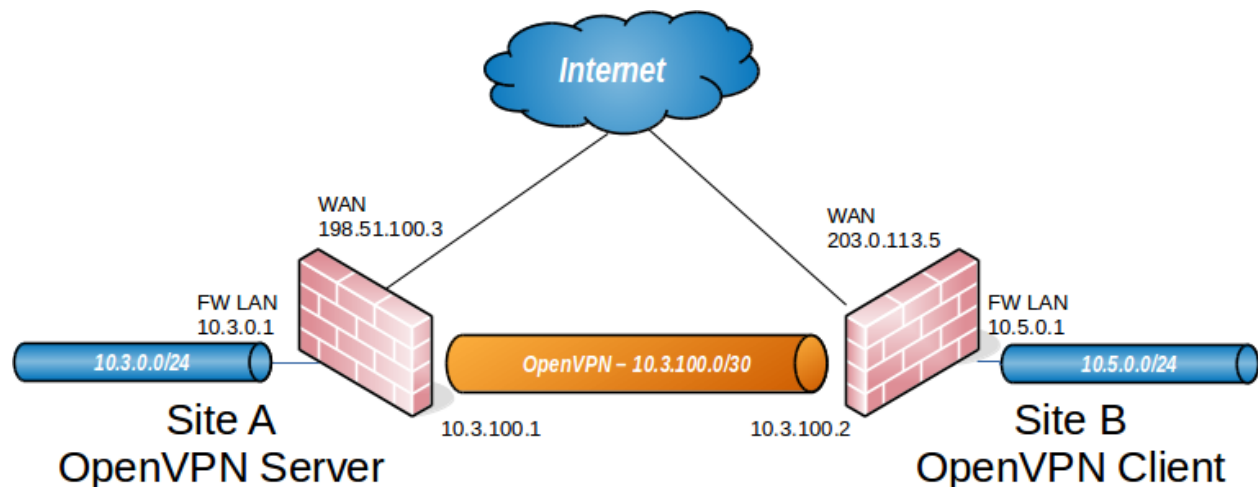 Internet
WAN
198.51.100.3
WAN
203.0.113.5
FW LAN
10.3.0.1
FW LAN
10.5.0.1
10.3.0.0/24
OpenVPN – 10.3.100.0/30
10.5.0.0/24
10.3.100.1
10.3.100.2
Site A
OpenVPN Server
Site B
OpenVPN Client